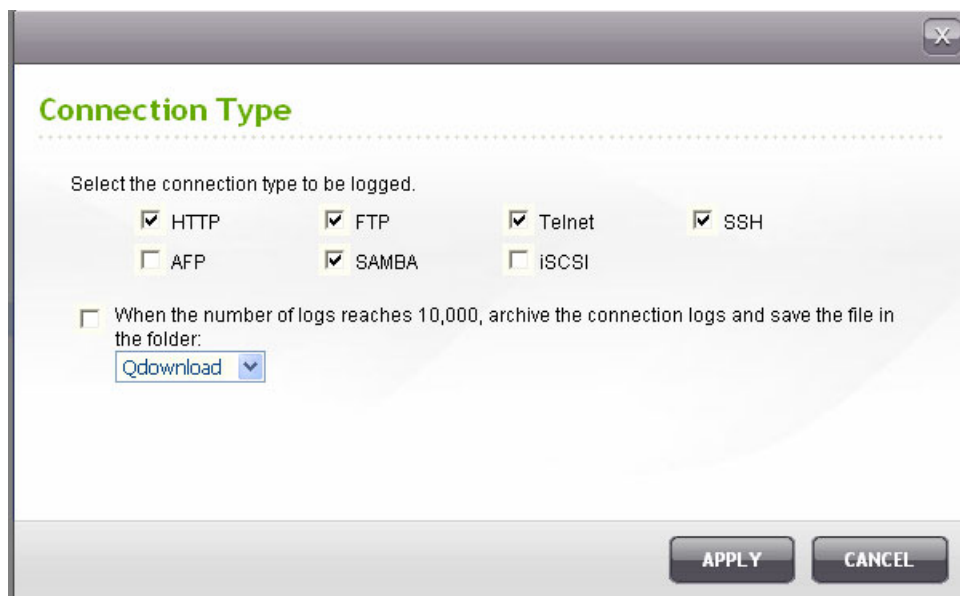 X
Connection Type
Select the connection type to be logged.
HTTP FTP Telnet SSH
AFP SAMBA iSCSI
When the number of logs reaches 10,000, archive the connection logs and save the file in
the folder:
Qdownload
APPLY CANCEL